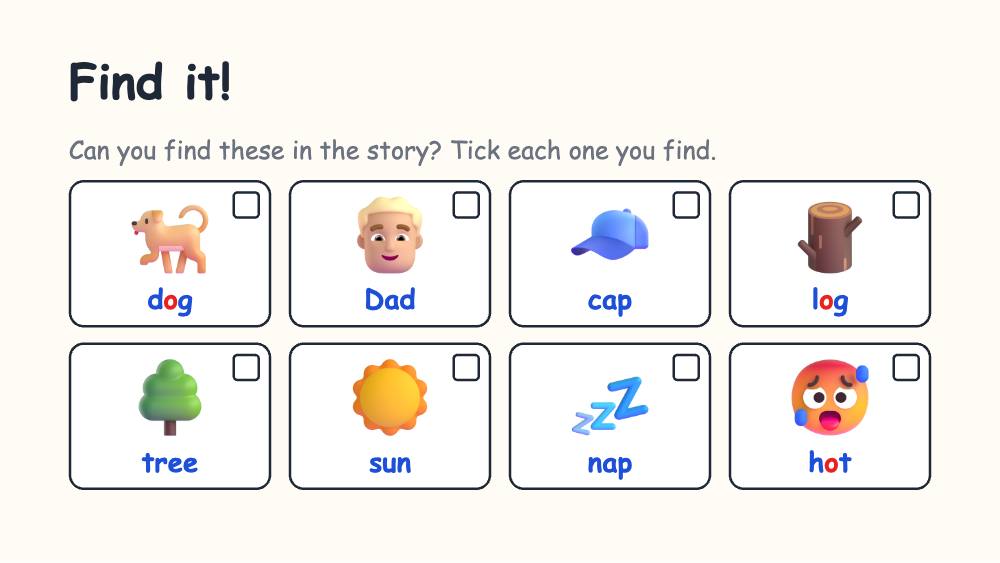 Find it!
Can you find these in the story? Tick each one you find.
dog
Dad
cap
log
tree
sun
nap
hot